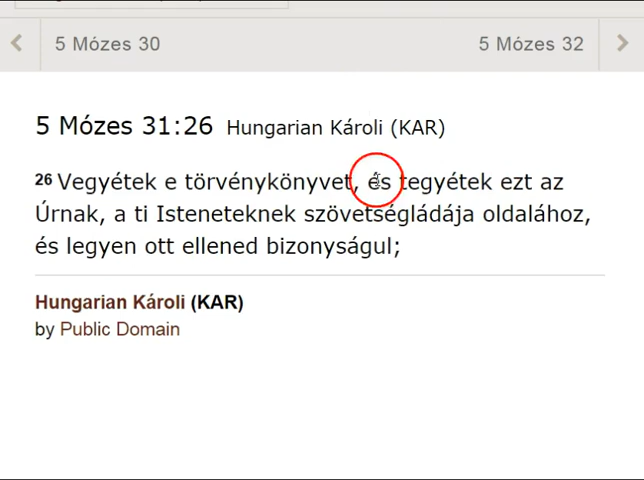 5 Mózes 30 5 Mózes 32
5 Mózes 31:26 Hungarian Károli (KAR)
26 Vegyétek e törvénykönyvet, és tegyétek ezt az
Úrnak, a ti Isteneteknek szövetségládája oldalához,
és legyen ott ellened bizonyságul;
Hungarian Károli (KAR)
by Public Domain